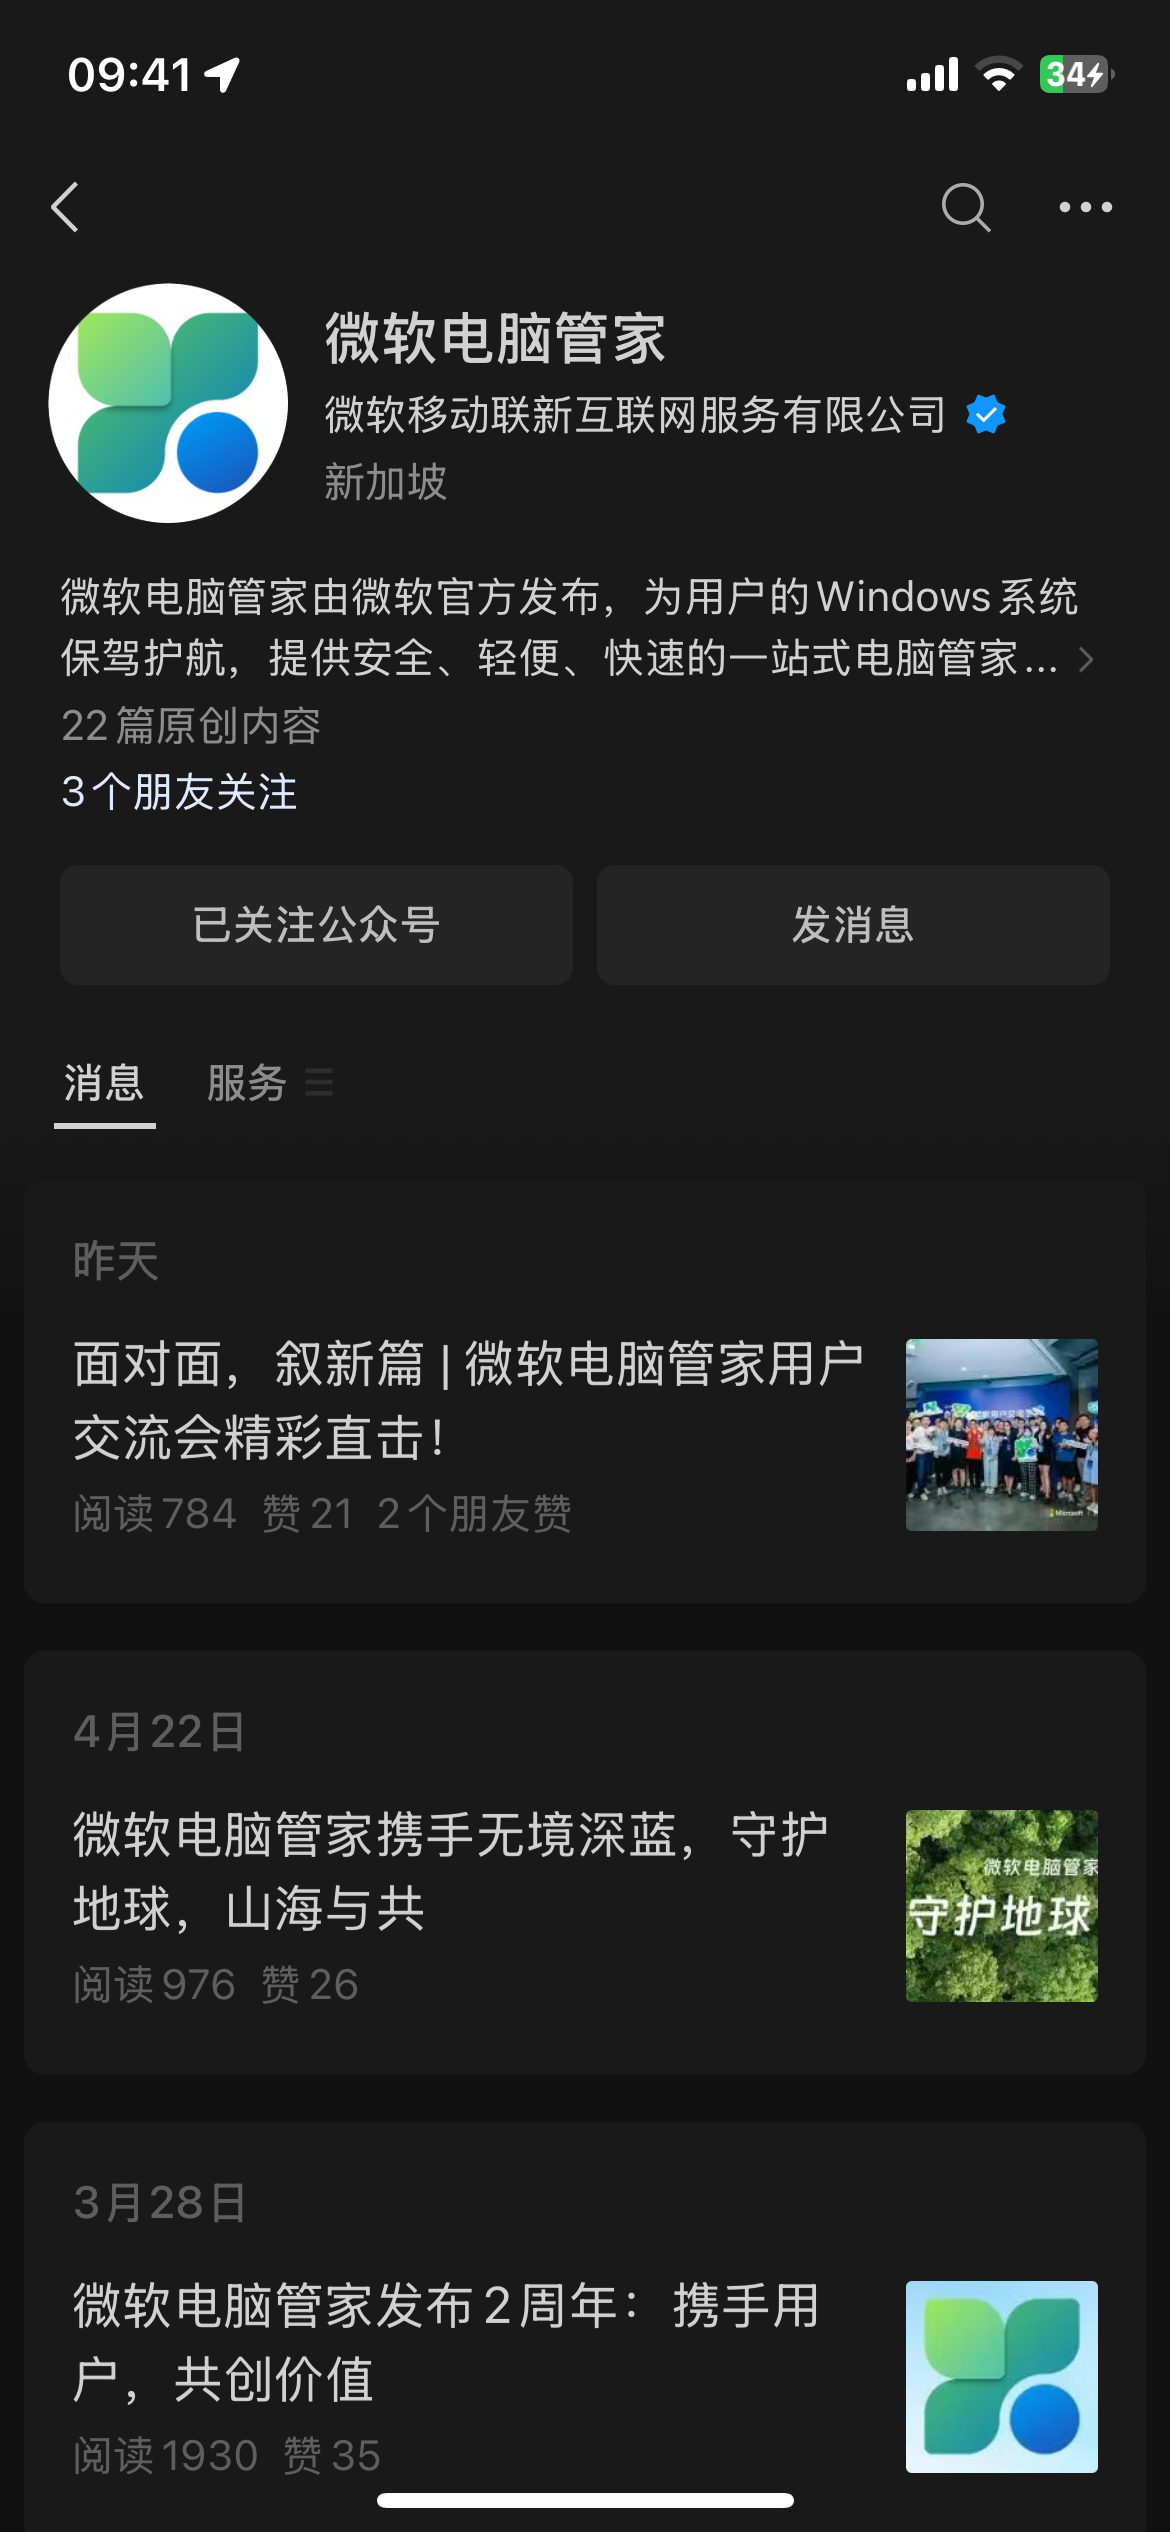 09:41
34
微软电脑管家
微软移动联新互联网服务有限公司
新加坡
微软电脑管家由微软官方发布，为用户的Windows系统
保驾护航，提供安全、轻便、快速的一站式电脑管家...
22篇原创内容
3个朋友关注
已关注公众号
发消息
消息
服务
昨天
面对面，叙新篇 | 微软电脑管家用户
交流会精彩直击！
阅读784 赞21 2个朋友赞
Microsoft
4月22日
微软电脑管家携手无境深蓝，守护
地球，山海与共
阅读976 赞26
微软电脑管家
守护地球
3月28日
微软电脑管家发布2周年：携手用
户，共创价值
阅读1930 赞35